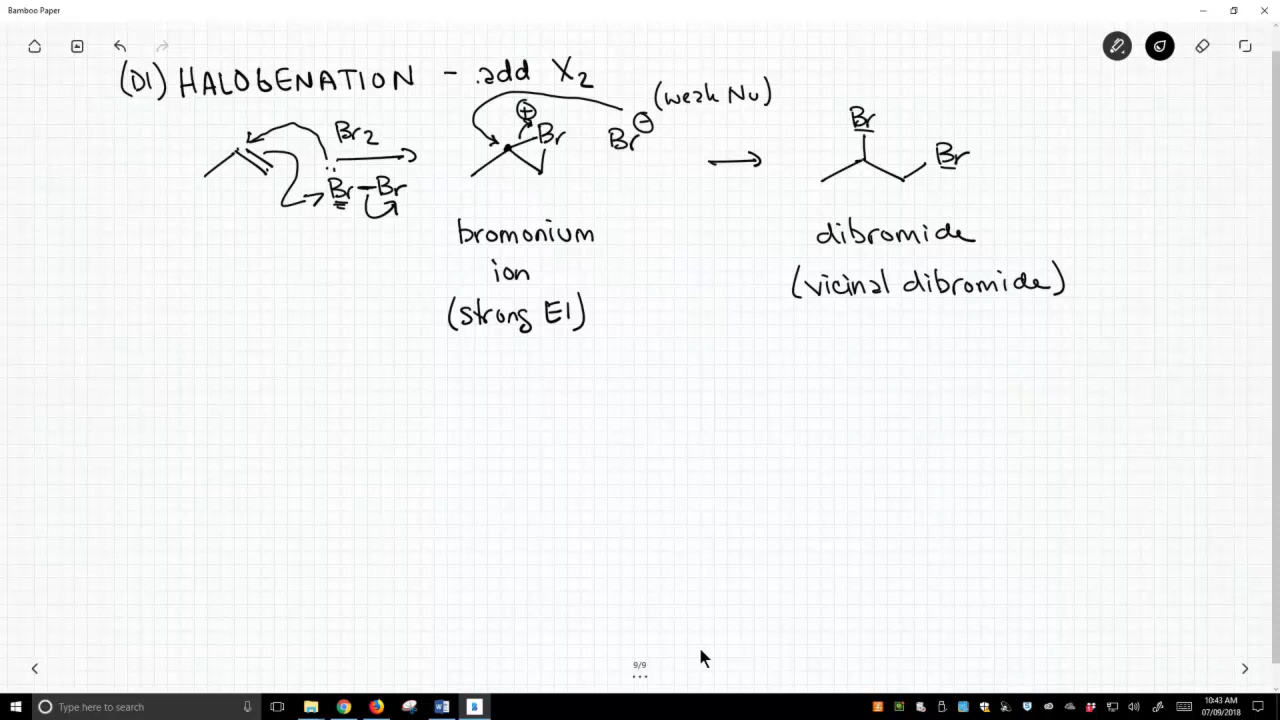 Bamboo Paper
(D1) HALOGENATION - add X2
(weak Nu)
⊕
⊖
Br2
Br
Br
Br
Br
Br-Br
bromonium
ion
(strong El)
dibromide
(vicinal dibromide)
9/9
Type here to search
10:43 AM
07/09/2018